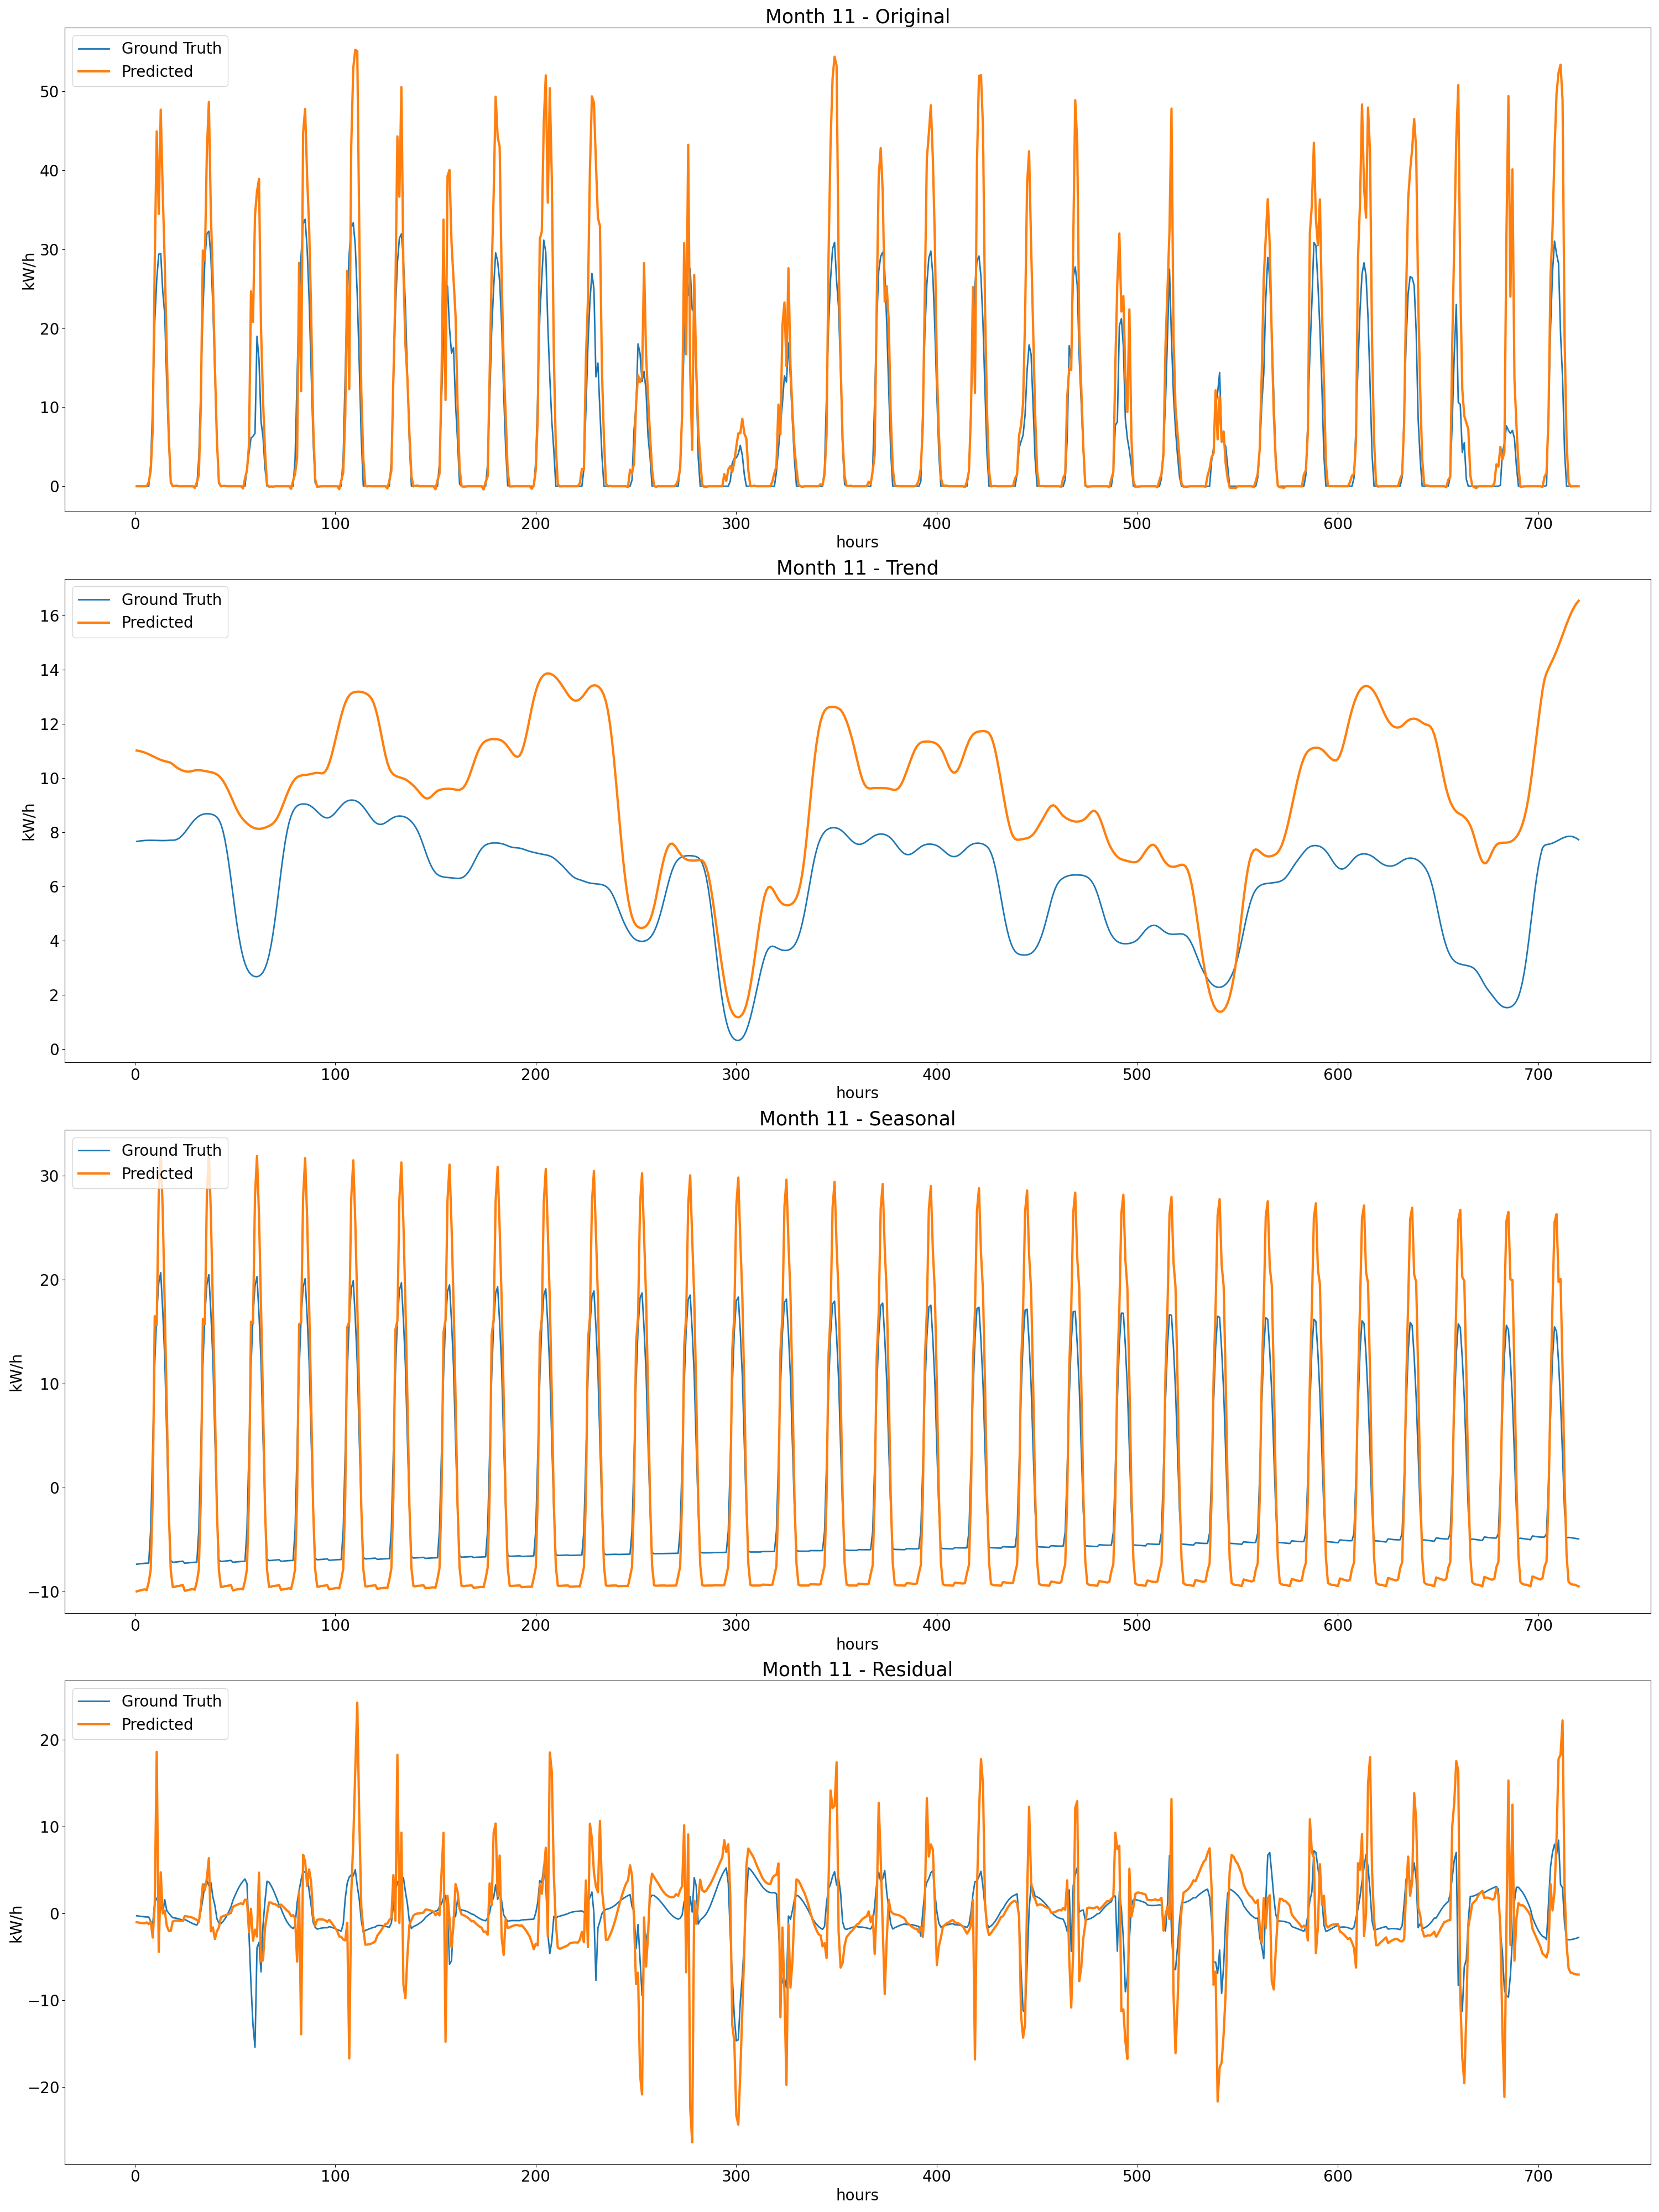 Month 11 - Original
Ground Truth
Predicted
kW/h
50
40
30
20
10
0
0 100 200 300 400 500 600 700
hours
Month 11 - Trend
Ground Truth
Predicted
kW/h
16
14
12
10
8
6
4
2
0
0 100 200 300 400 500 600 700
hours
Month 11 - Seasonal
Ground Truth
Predicted
kW/h
30
20
10
0
−10
0 100 200 300 400 500 600 700
hours
Month 11 - Residual
Ground Truth
Predicted
kW/h
20
10
0
−10
−20
0 100 200 300 400 500 600 700
hours